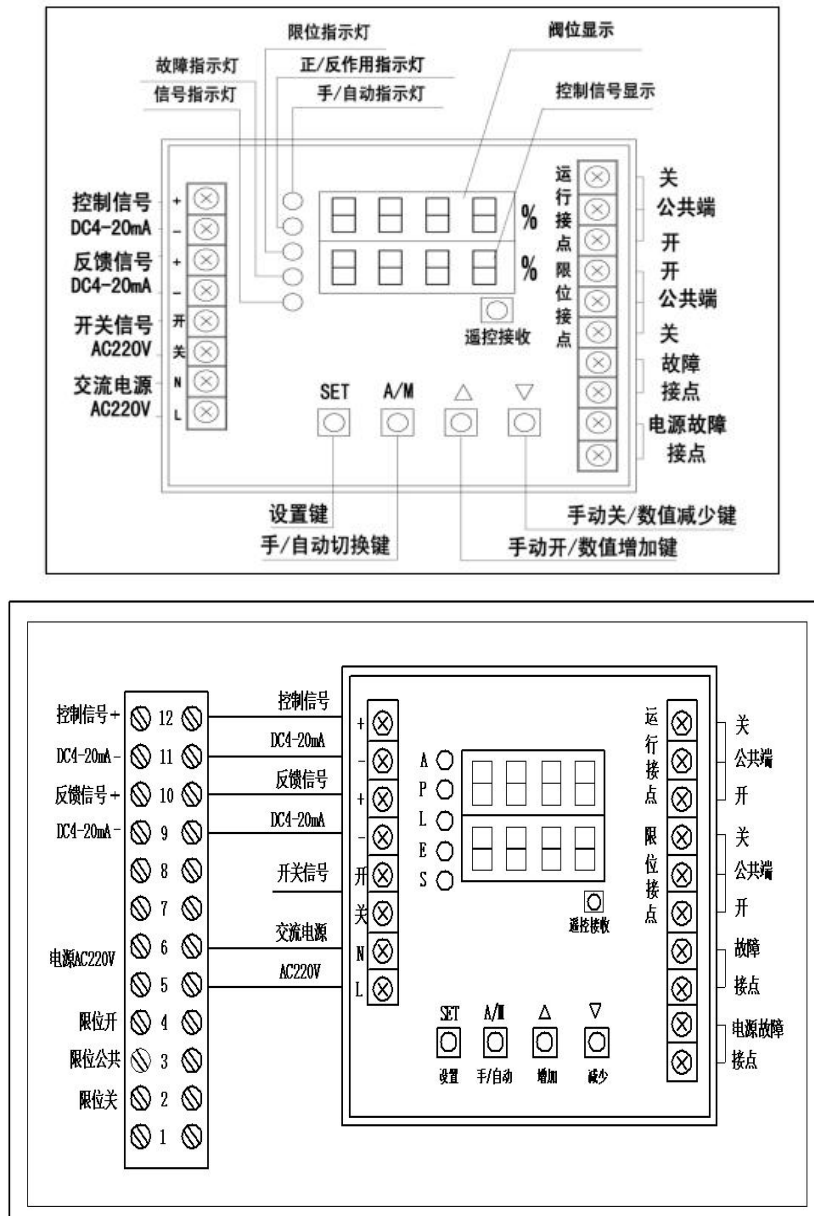 限位指示灯
阀位显示
故障指示灯
正/反作用指示灯
信号指示灯
手/自动指示灯
控制信号显示
控制信号
DC4-20mA
反馈信号
DC4-20mA
开关信号
AC220V
交流电源
AC220V
+
-
+
-
开
关
N
L
%
%
遥控接收
SET A/M △ ▽
运行接点
限位接点
关
公共端
开
开
公共端
关
故障
接点
电源故障
接点
设置键
手/自动切换键
手动关/数值减少键
手动开/数值增加键
控制信号+ 12
DC4-20mA- 11
反馈信号+ 10
DC4-20mA- 9
8
7
电源AC220V
6
5
限位开 4
限位公共 3
限位关 2
1
控制信号
DC4-20mA
反馈信号
DC4-20mA
开关信号
交流电源
AC220V
+
-
+
-
开
关
N
L
A
P
L
E
S
遥控接收
SET A/M △ ▽
设置 手/自动 增加 减少
运行接点
限位接点
关
公共端
开
关
公共端
开
故障
接点
电源故障
接点